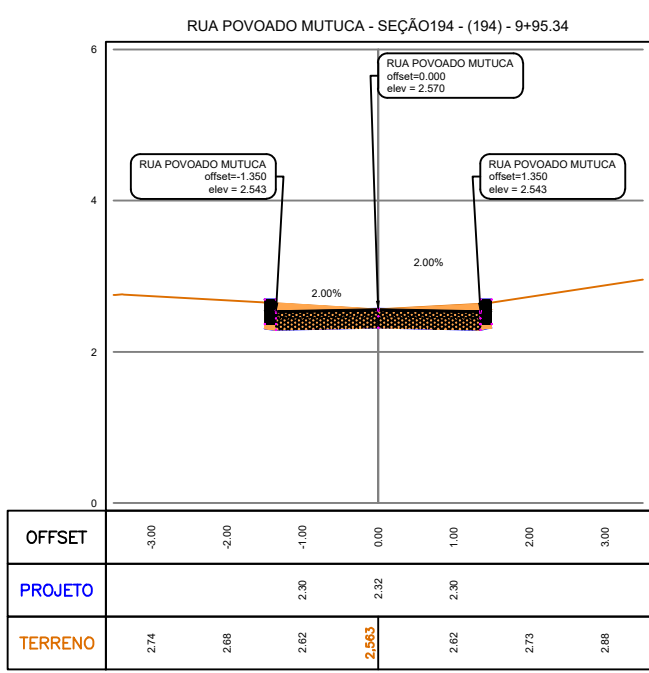 RUA POVOADO MUTUCA - SEÇÃO194 - (194) - 9+95.34
6
RUA POVOADO MUTUCA
offset=0.000
elev = 2.570
RUA POVOADO MUTUCA
offset=-1.350
elev = 2.543
RUA POVOADO MUTUCA
offset=1.350
elev = 2.543
4
2.00%
2.00%
2
0
OFFSET -3.00 -2.00 -1.00 0.00 1.00 2.00 3.00
PROJETO 2.30 2.32 2.30
TERRENO 2.74 2.68 2.62 2,563 2.62 2.73 2.88